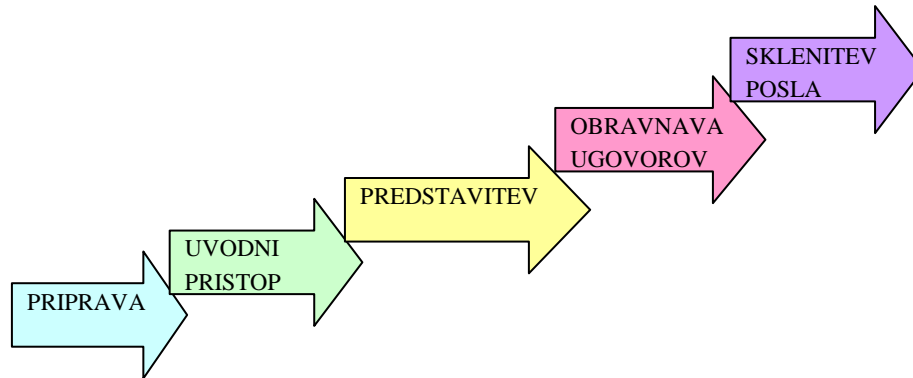 PRIPRAVA
UVODNI
PRISTOP
PREDSTAVITEV
OBRAVNAVA
UGOVOROV
SKLENITEV
POSLA